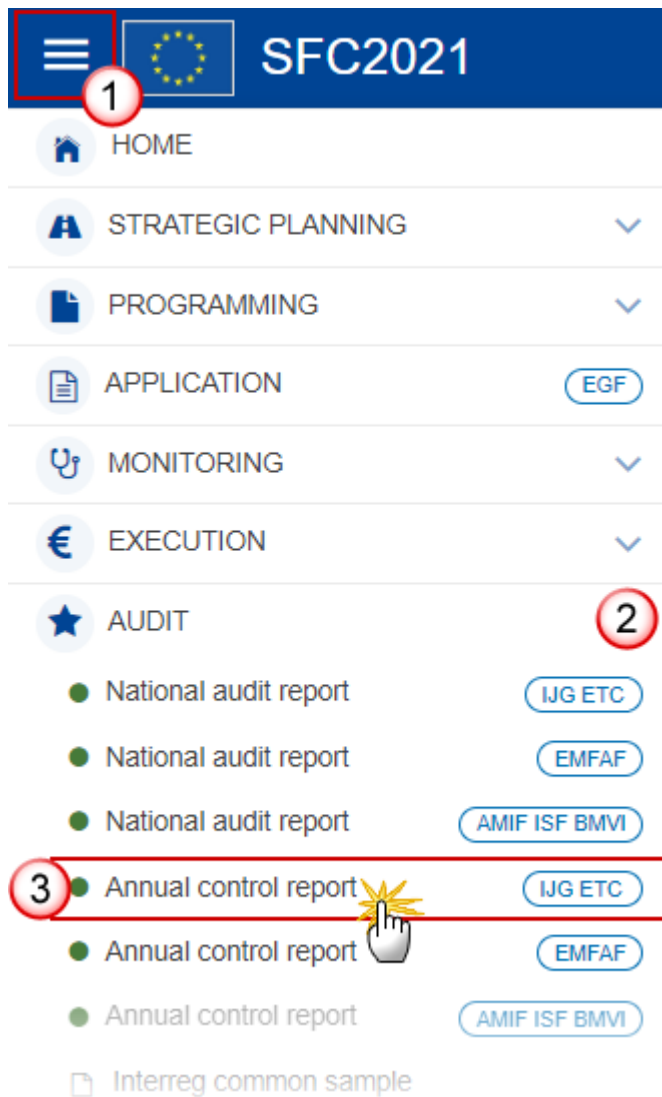 SFC2021
1
HOME
STRATEGIC PLANNING
PROGRAMMING
APPLICATION EGF
MONITORING
€ EXECUTION
AUDIT 2
National audit report IJG ETC
National audit report EMFAF
National audit report AMIF ISF BMVI
3 Annual control report IJG ETC
Annual control report EMFAF
Annual control report AMIF ISF BMVI
Interreg common sample